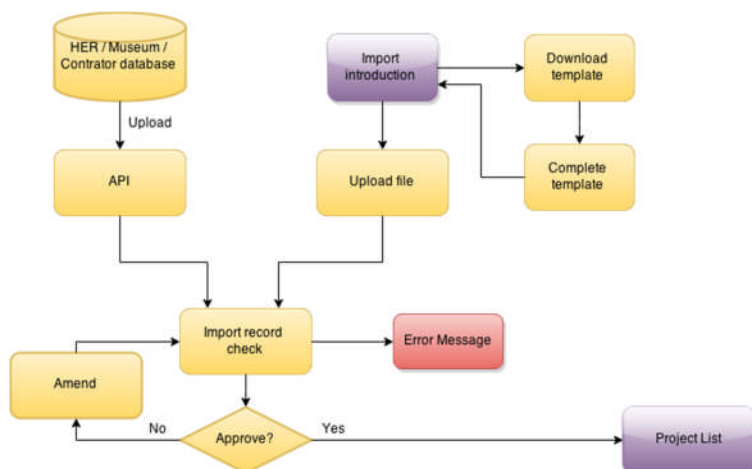 HER / Museum /
Contrator database
Import
introduction
Download
template
Upload
API
Upload file
Complete
template
Import record
check
Error Message
Amend
No
Approve?
Yes
Project List